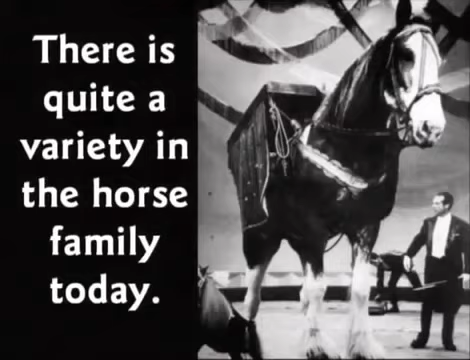 There is
quite a
variety in
the horse
family
today.